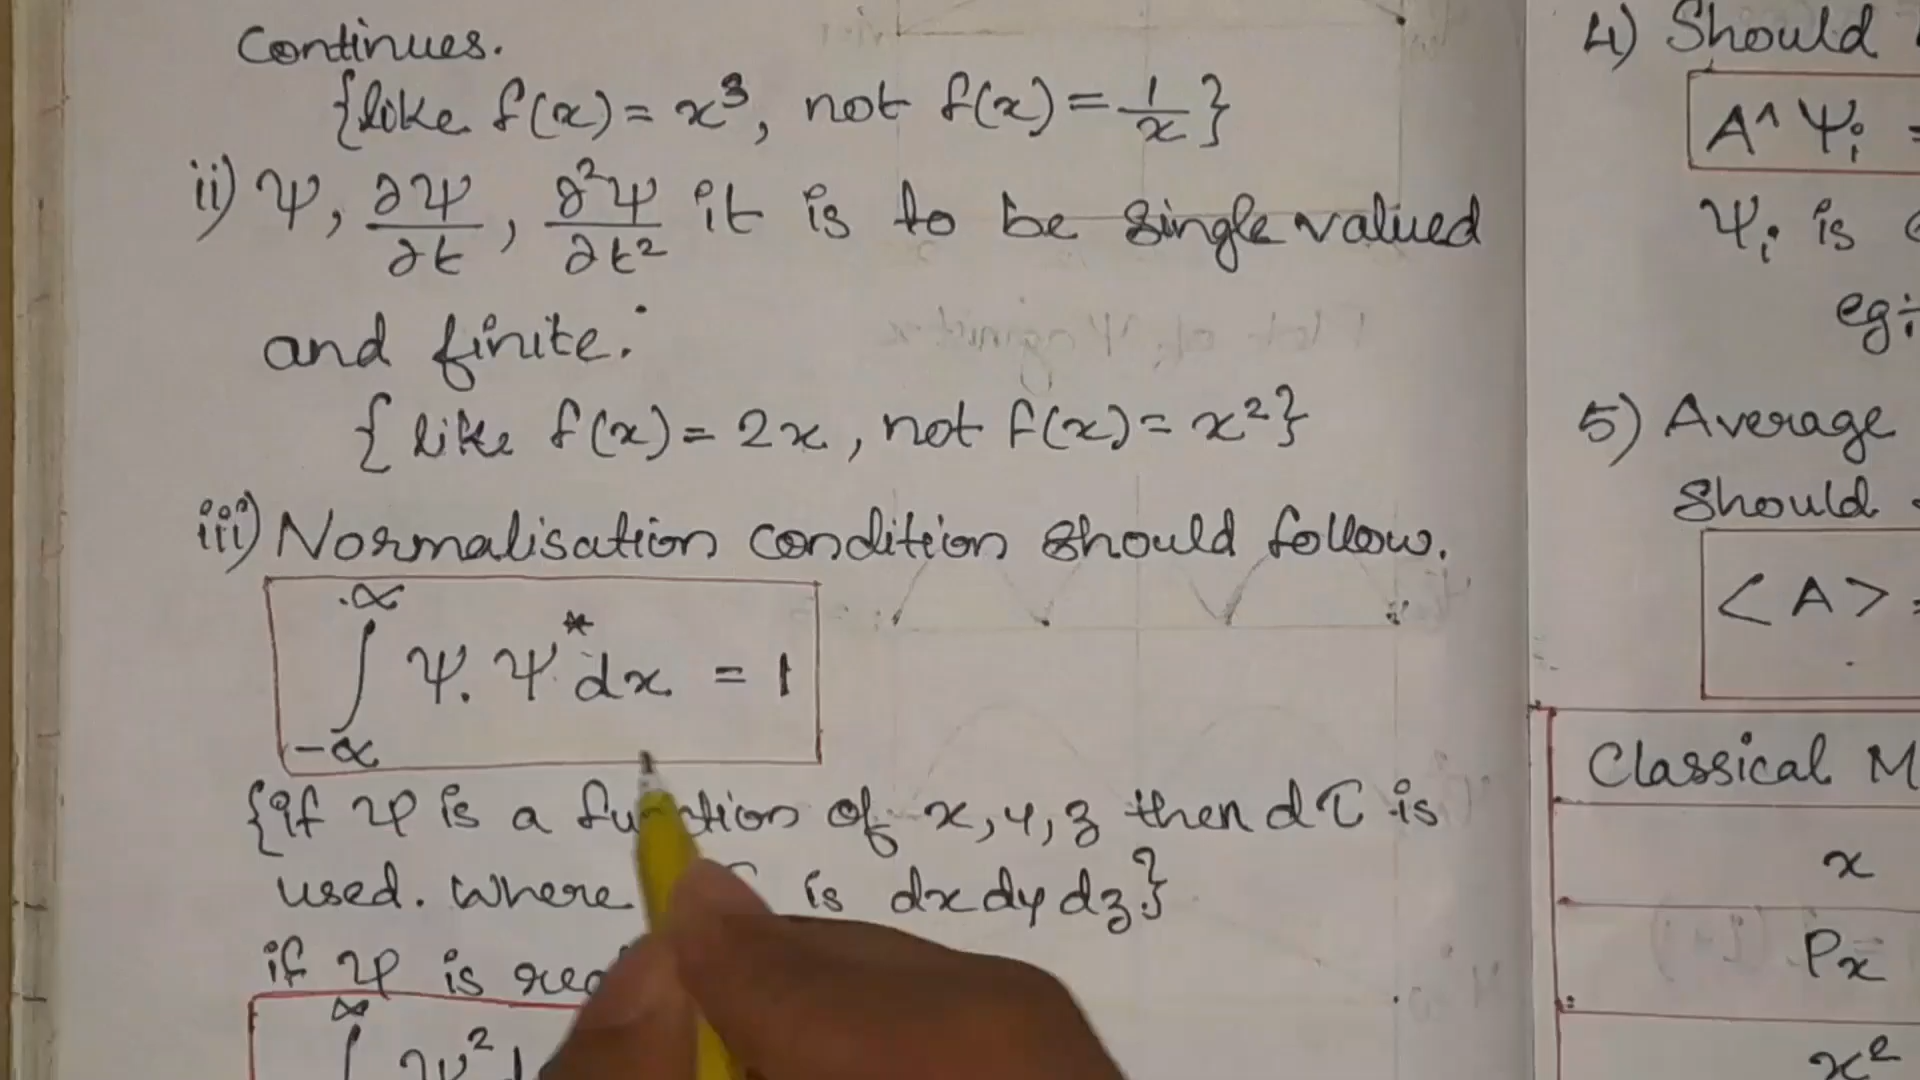 Continues.
{like f(x) = x³, not f(x) = 1/x}
ii) Ψ, ∂Ψ/∂t, ∂²Ψ/∂t² it is to be single valued
and finite.
{like f(x) = 2x, not f(x) = x²}
iii) Normalisation condition should follow.
∫_{-∞}^{∞} Ψ. Ψ* dx = 1
{if Ψ is a function of x, y, z then dτ is
used. where is dx dy dz.}
if Ψ is
∞
∫ Ψ²
4) Should
A^ Ψi =
Ψi is
eg:
5) Average
Should
<A> =
Classical M
x
Px
x²